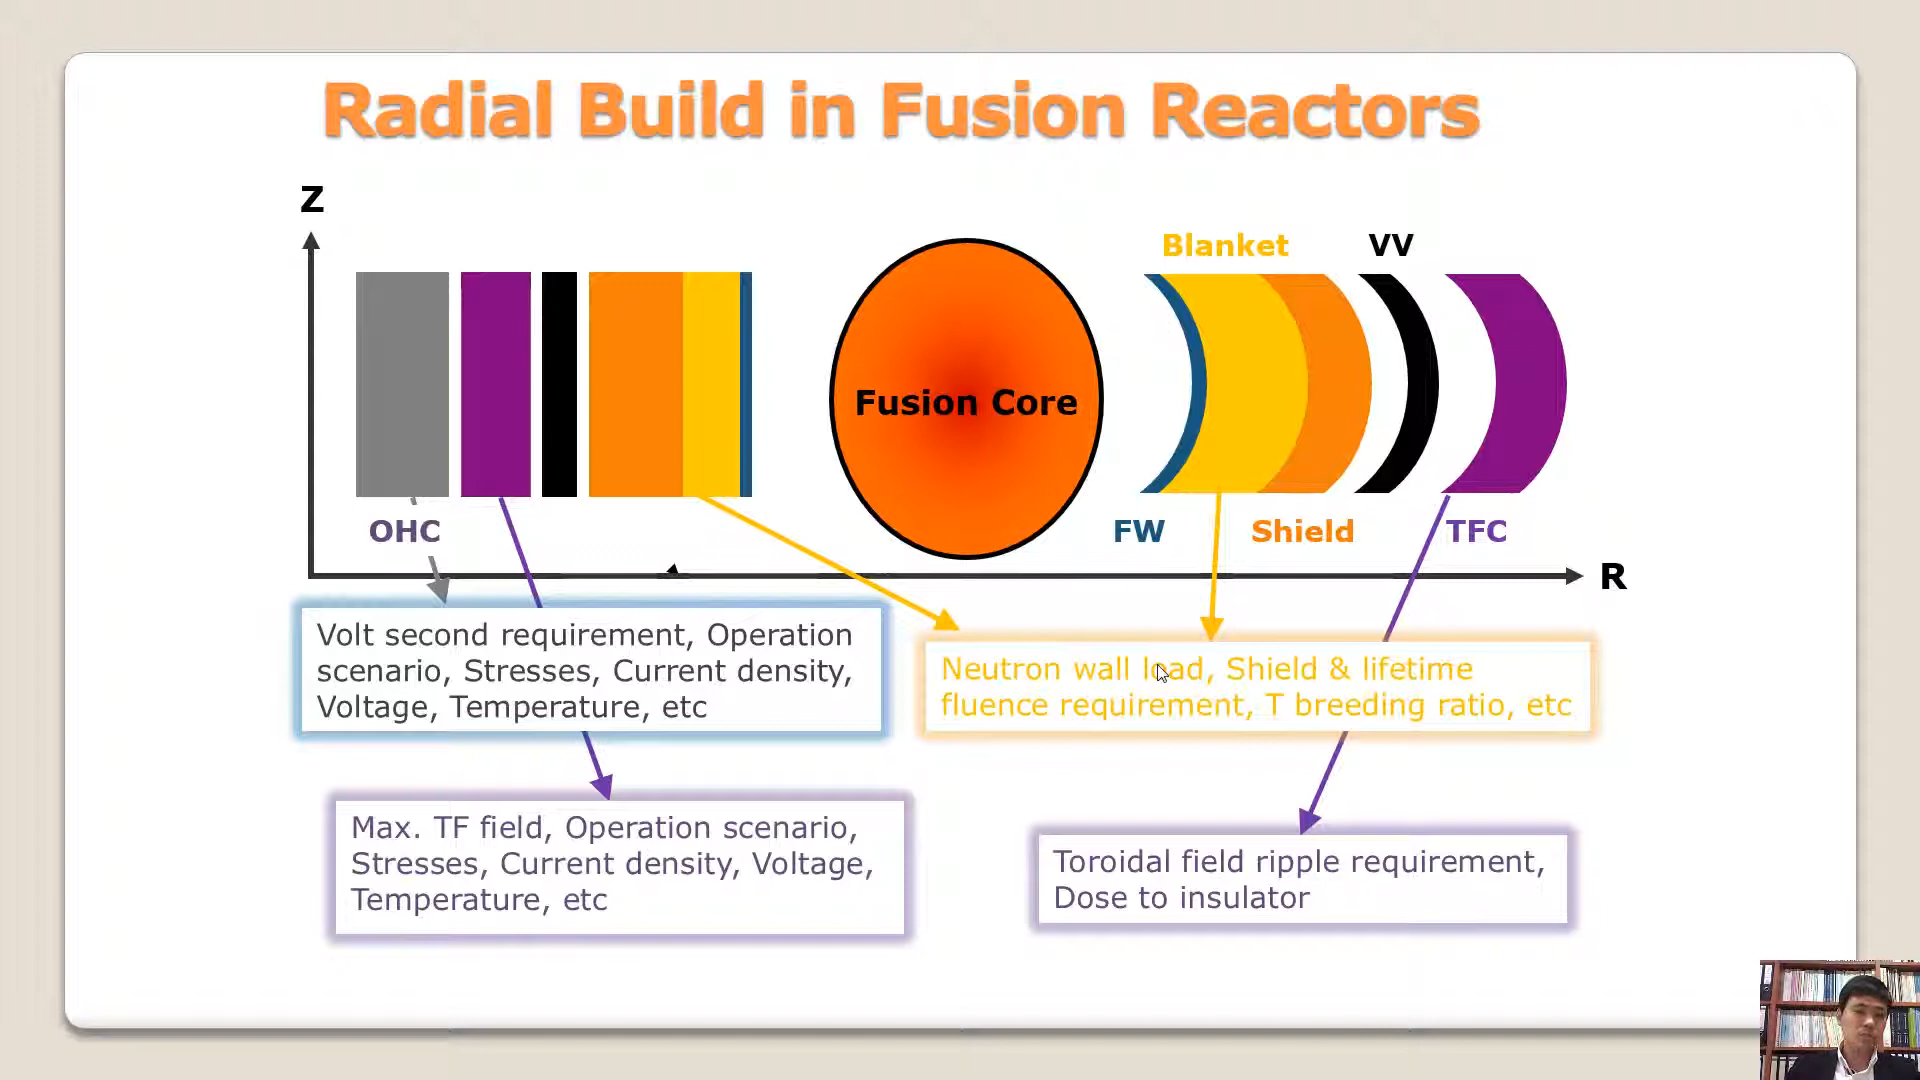 Radial Build in Fusion Reactors
Z
Blanket
VV
Fusion Core
OHC
FW
Shield
TFC
R
Volt second requirement, Operation
scenario, Stresses, Current density,
Voltage, Temperature, etc
Neutron wall load, Shield & lifetime
fluence requirement, T breeding ratio, etc
Max. TF field, Operation scenario,
Stresses, Current density, Voltage,
Temperature, etc
Toroidal field ripple requirement,
Dose to insulator